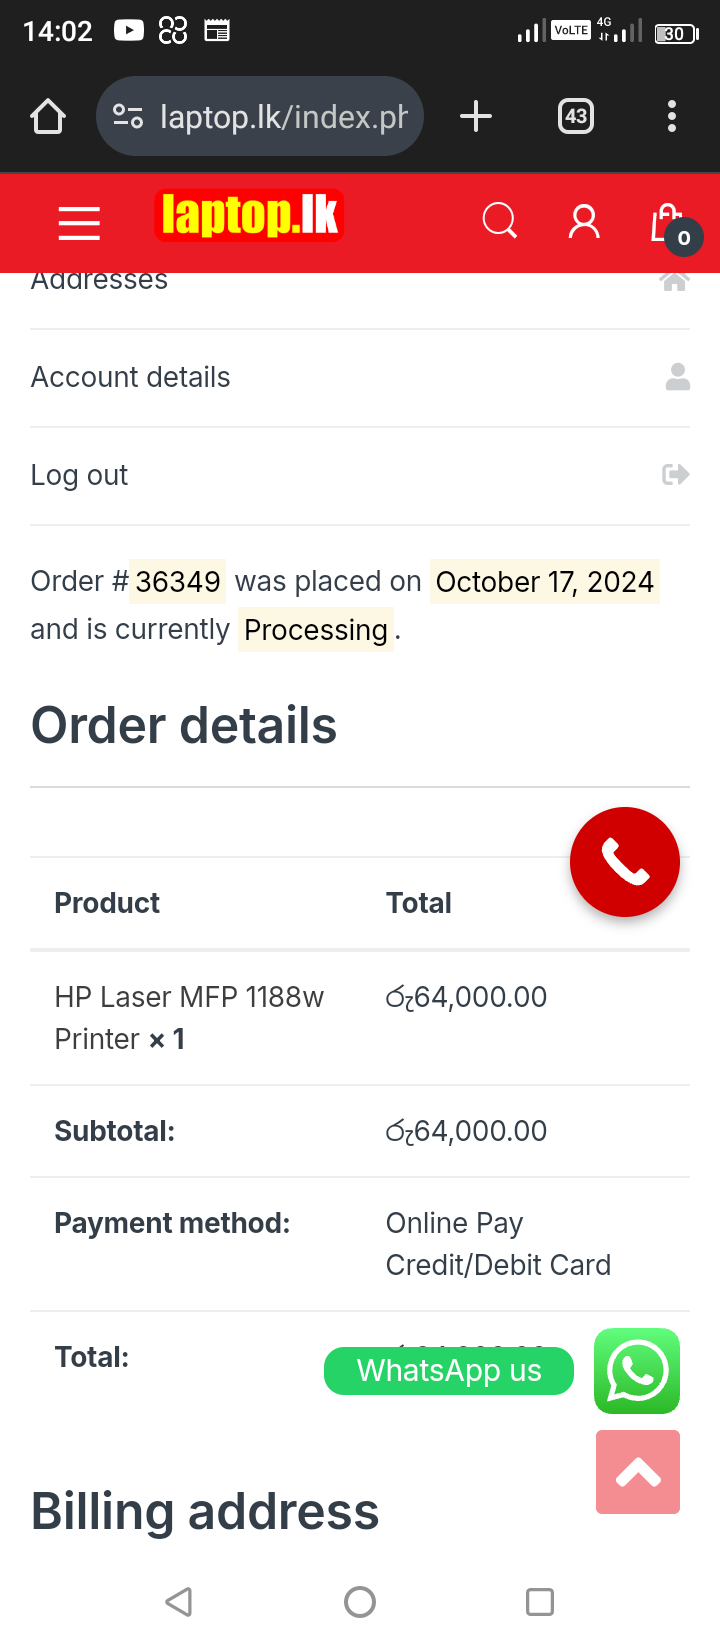 14:02
VoLTE
4G
30
laptop.lk/index.ph
43
laptop.lk
0
Addresses
Account details
Log out
Order #36349 was placed on October 17, 2024
and is currently Processing.
Order details
Product Total
HP Laser MFP 1188w රු64,000.00
Printer × 1
Subtotal: රු64,000.00
Payment method: Online Pay
Credit/Debit Card
Total:
WhatsApp us
Billing address